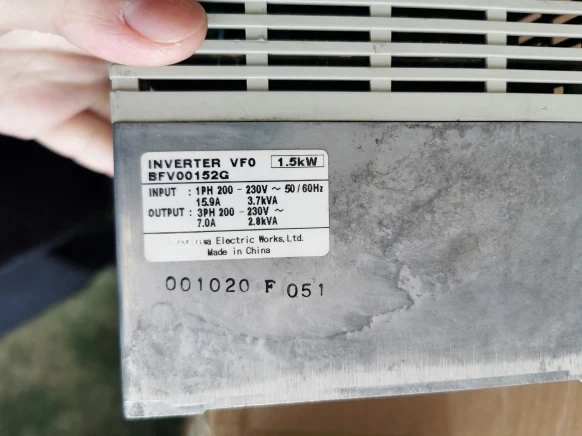 INVERTER VF0 1.5kW
BFV00152G
INPUT : 1PH 200 - 230V ~ 50/60Hz
15.9A 3.7kVA
OUTPUT : 3PH 200 - 230V ~
7.0A 2.8kVA
Electric Works, Ltd.
Made in China
001020 F 051